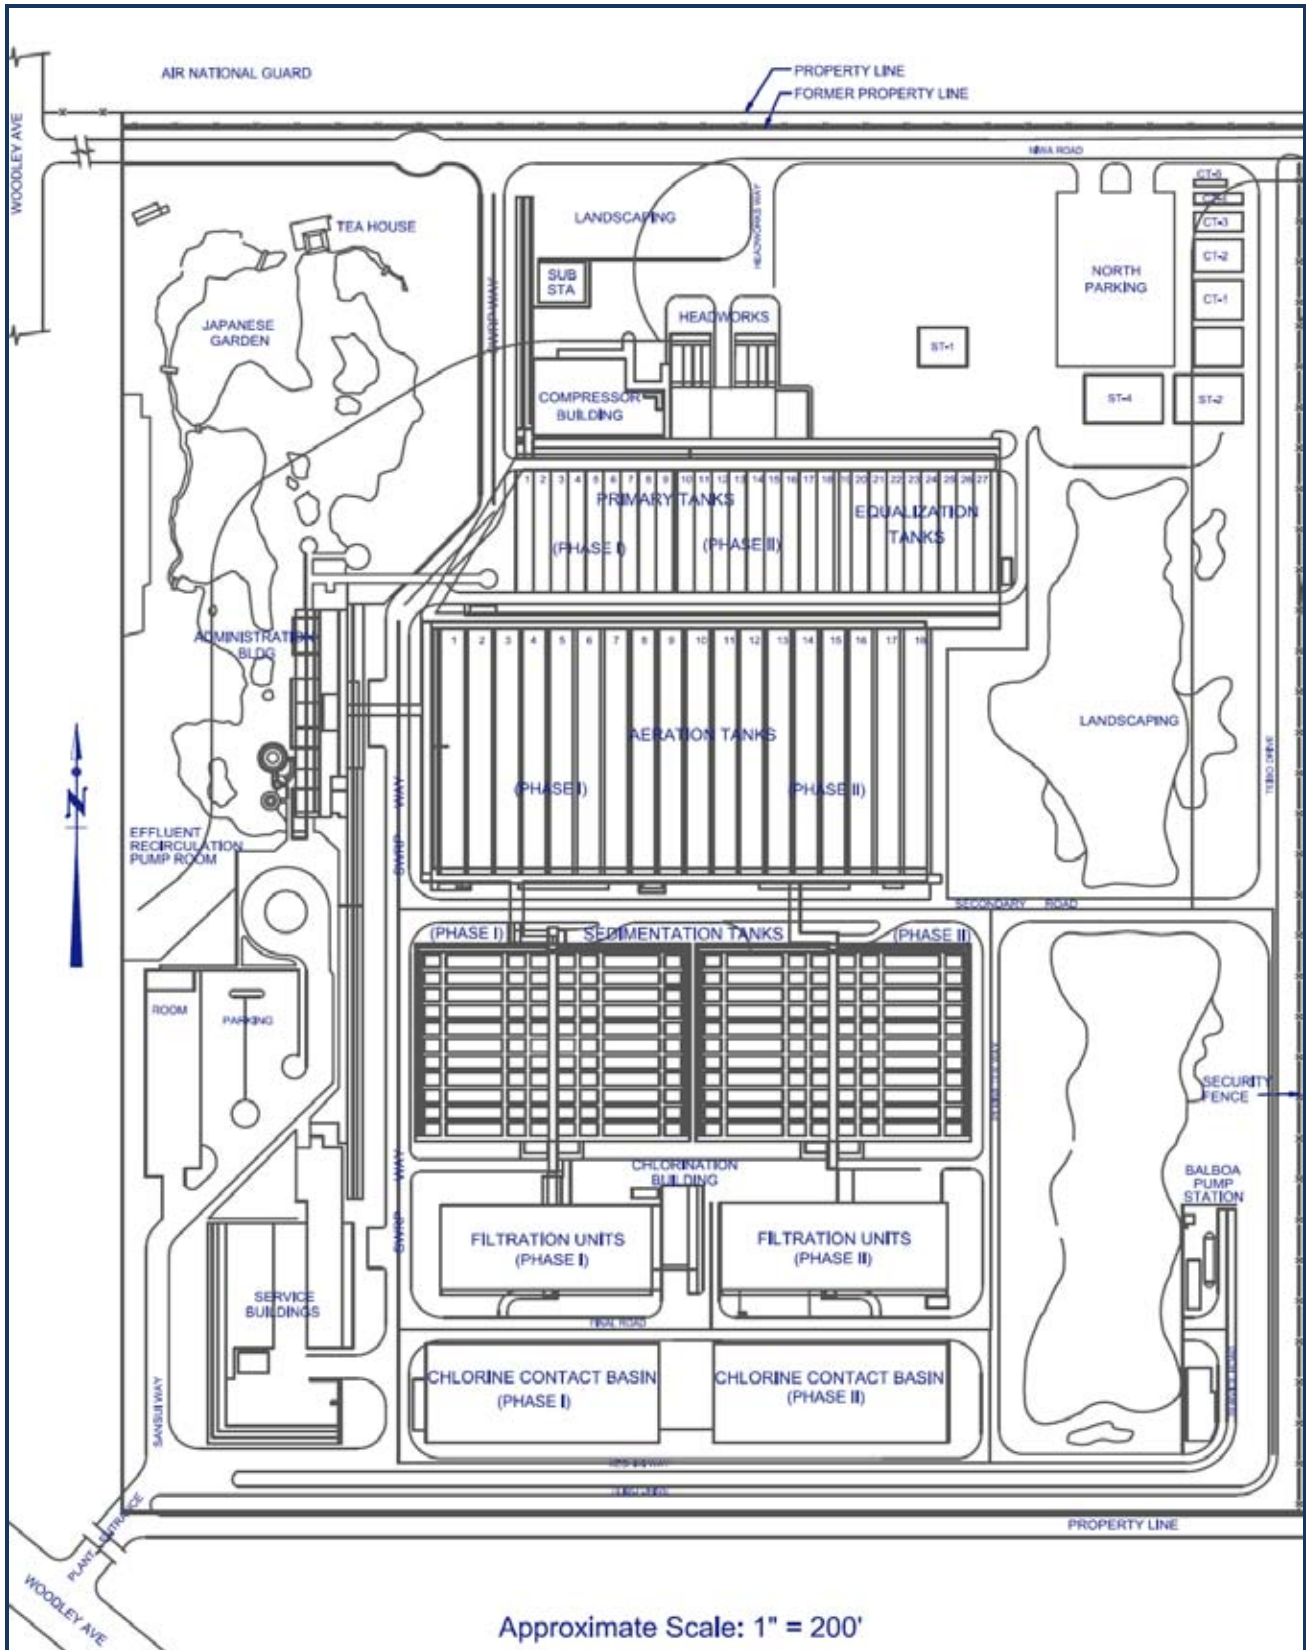 AIR NATIONAL GUARD
PROPERTY LINE
FORMER PROPERTY LINE
WOODLEY AVE
NIWA ROAD
TEA HOUSE
LANDSCAPING
HEADWORKS WAY
CT-3
CT-2
CT-1
SUB
STA
NORTH
PARKING
JAPANESE
GARDEN
HEADWORKS
ST-1
COMPRESSOR
BUILDING
ST-4
ST-2
1 2 3 4 5 6 7 8 9 10 11 12 13 14 15 16 17 18 19 20 21 22 23 24 25 26 27
PRIMARY TANKS
(PHASE I)
(PHASE II)
EQUALIZATION
TANKS
ADMINISTRATION
BLDG
1 2 3 4 5 6 7 8 9 10 11 12 13 14 15 16 17 18
AERATION TANKS
(PHASE I)
(PHASE II)
LANDSCAPING
N
WAY
EFFLUENT
RECIRCULATION
PUMP ROOM
SECONDARY ROAD
(PHASE I)
SEDIMENTATION TANKS
(PHASE II)
ROOM
PARKING
SECURITY
FENCE
WAY
CHLORINATION
BUILDING
BALBOA
PUMP
STATION
FILTRATION UNITS
(PHASE I)
FILTRATION UNITS
(PHASE II)
SERVICE
BUILDINGS
FINAL ROAD
CHLORINE CONTACT BASIN
(PHASE I)
CHLORINE CONTACT BASIN
(PHASE II)
SANSUI WAY
PLANT ENTRANCE
PROPERTY LINE
WOODLEY AVE
Approximate Scale: 1" = 200'